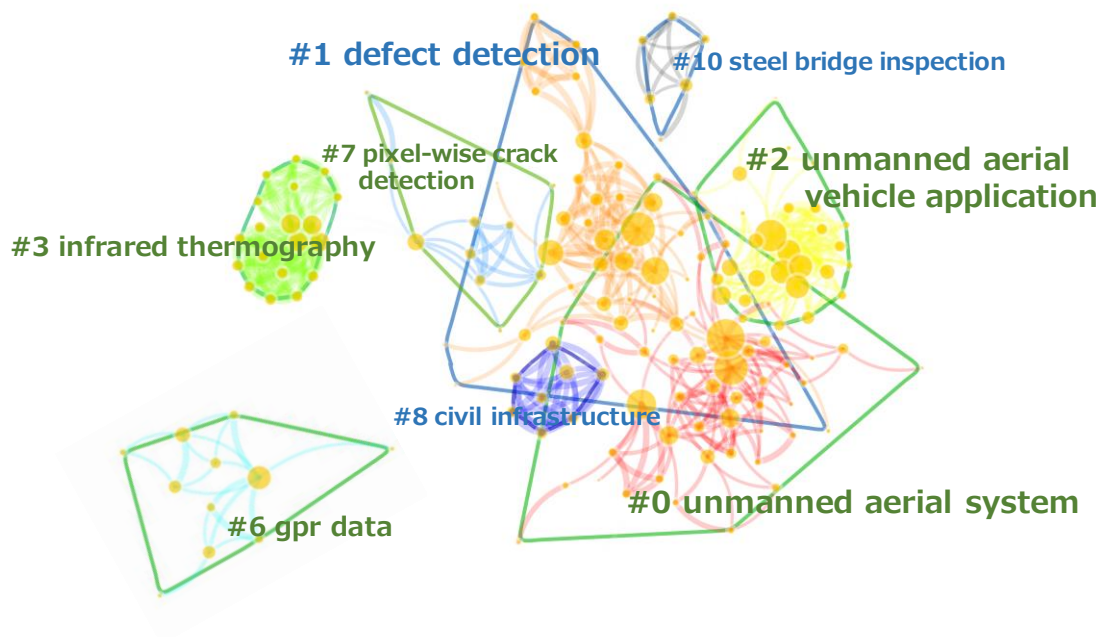 #1 defect detection
#10 steel bridge inspection
#7 pixel-wise crack
detection
#2 unmanned aerial
vehicle application
#3 infrared thermography
#8 civil infrastructure
#0 unmanned aerial system
#6 gpr data